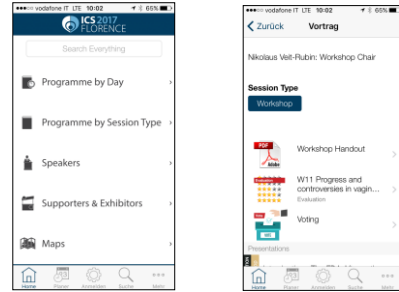 vodafone IT LTE 10:02 65%
ICS 2017
FLORENCE
Search Everything
Programme by Day
Programme by Session Type
Speakers
Supporters & Exhibitors
Maps
Home Planer Anmelden Suche Mehr
vodafone IT LTE 10:02 65%
Zurück Vortrag
Nikolaus Veit-Rubin: Workshop Chair
Session Type
Workshop
PDF
Adobe
Workshop Handout
Evaluation
W11 Progress and
controversies in vagin...
Evaluation
Voting
Presentations
Home Planer Anmelden Suche Mehr